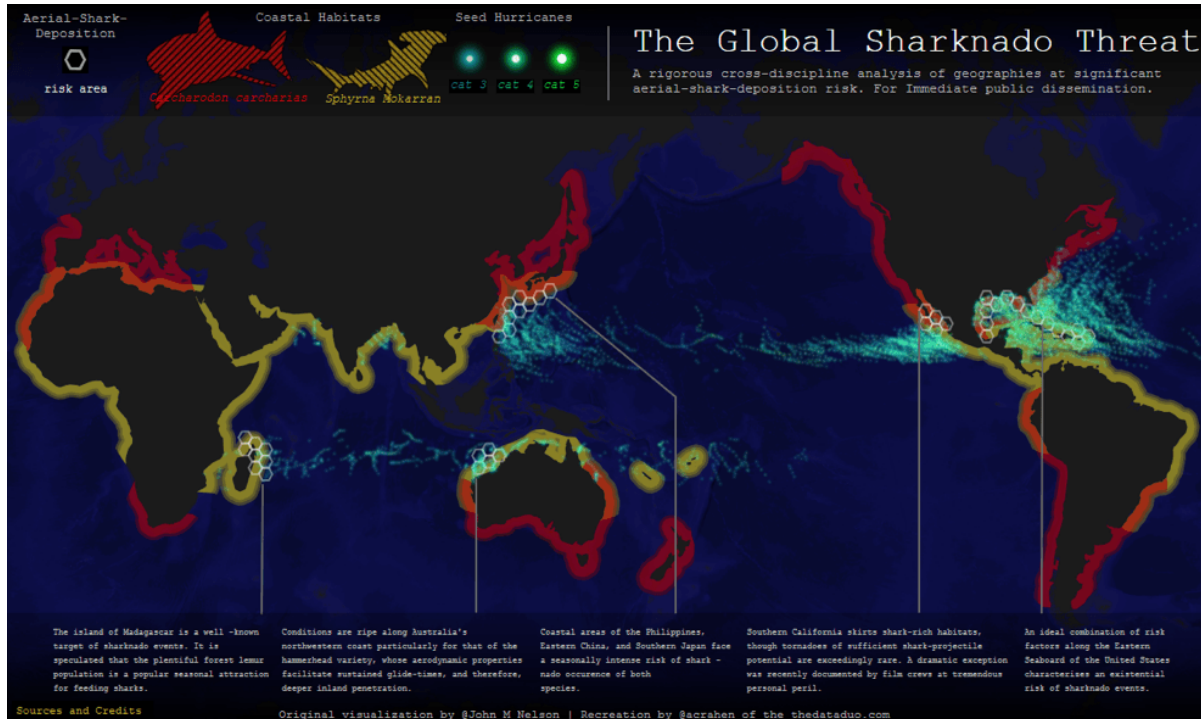 Aerial-Shark-
Deposition
risk area
Coastal Habitats
Carcharodon carcharias
Sphyrna Mokarran
Seed Hurricanes
cat 3 cat 4 cat 5
The Global Sharknado Threat
A rigorous cross-discipline analysis of geographies at significant
aerial-shark-deposition risk. For Immediate public dissemination.
The island of Madagascar is a well -known
target of sharknado events. It is
speculated that the plentiful forest lemur
population is a popular seasonal attraction
for feeding sharks.
Conditions are ripe along Australia's
northwestern coast particularly for that of the
hammerhead variety, whose aerodynamic properties
facilitate sustained glide-times, and therefore,
deeper inland penetration.
Coastal areas of the Philippines,
Eastern China, and Southern Japan face
a seasonally intense risk of shark -
nado occurence of both
species.
Southern California skirts shark-rich habitats,
though tornadoes of sufficient shark-projectile
potential are exceedingly rare. A dramatic exception
was recently documented by film crews at tremendous
personal peril.
An ideal combination of risk
factors along the Eastern
Seaboard of the United States
characterizes an existential
risk of sharknado events.
Sources and Credits
Original visualization by @John M Nelson | Recreation by @acrahen of the thedataduo.com